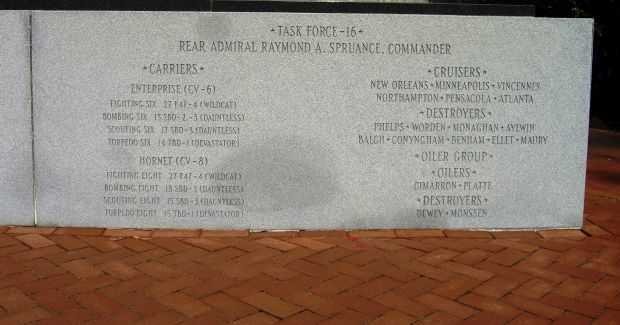 ★TASK FORCE-16★
REAR ADMIRAL RAYMOND A. SPRUANCE, COMMANDER
★CARRIERS★
ENTERPRISE (CV-6)
FIGHTING SIX 27 F4F-4 (WILDCAT)
BOMBING SIX 15 SBD-2,-3 (DAUNTLESS)
SCOUTING SIX 17 SBD-3 (DAUNTLESS)
TORPEDO SIX 14 TBD-1 (DEVASTATOR)
HORNET (CV-8)
FIGHTING EIGHT 27 F4F-4 (WILDCAT)
BOMBING EIGHT SBD-3 (DAUNTLESS)
SCOUTING EIGHT 15 SBD-3 (DAUNTLESS)
TORPEDO EIGHT 15 TBD-1 (DEVASTATOR)
★CRUISERS★
NEW ORLEANS★MINNEAPOLIS★VINCENNES
NORTHAMPTON★PENSACOLA★ATLANTA
★DESTROYERS★
PHELPS★WORDEN★MONAGHAN★AYLWIN
BALCH★CONYNGHAM★BENHAM★ELLET★MAURY
★OILER GROUP★
★OILERS★
CIMARRON★PLATTE
★DESTROYERS★
DEWEY★MONSSEN